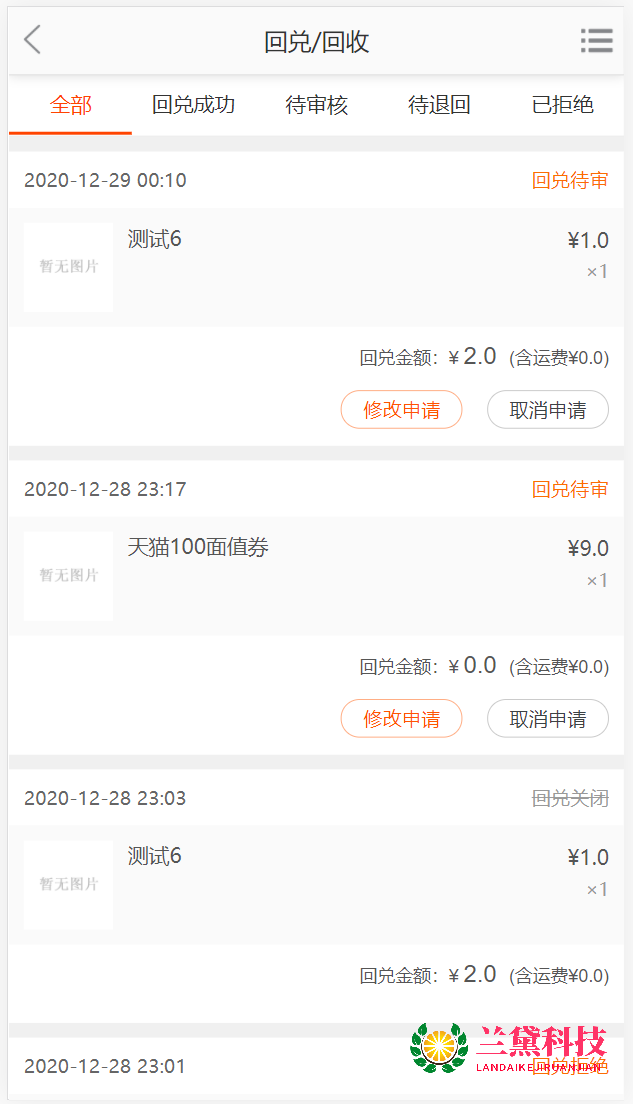 回兑/回收
全部 回兑成功 待审核 待退回 已拒绝
2020-12-29 00:10 回兑待审
暂无图片 测试6 ¥1.0
×1
回兑金额：¥ 2.0 (含运费¥0.0)
修改申请 取消申请
2020-12-28 23:17 回兑待审
暂无图片 天猫100面值券 ¥9.0
×1
回兑金额：¥ 0.0 (含运费¥0.0)
修改申请 取消申请
2020-12-28 23:03 回兑关闭
暂无图片 测试6 ¥1.0
×1
回兑金额：¥ 2.0 (含运费¥0.0)
兰黛科技
LANDAIKEJIRUANJIAN
2020-12-28 23:01 回兑拒绝